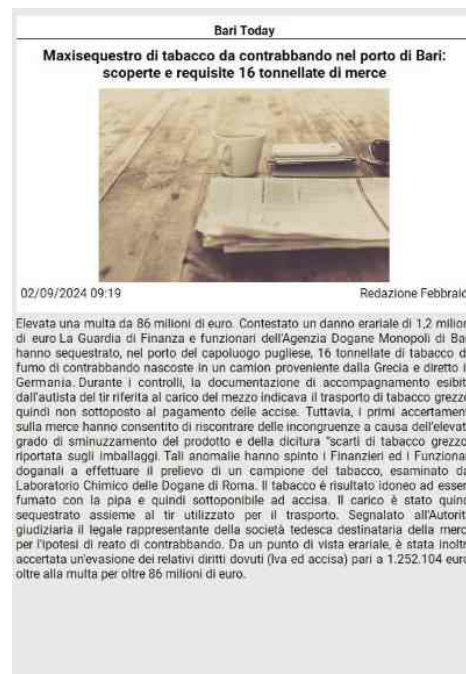 Bari Today
Maxisequestro di tabacco da contrabbando nel porto di Bari:
scoperte e requisite 16 tonnellate di merce
02/09/2024 09:19
Redazione Febbraio
Elevata una multa da 86 milioni di euro. Contestato un danno erariale di 1,2 milion
di euro La Guardia di Finanza e funzionari dell'Agenzia Dogane Monopoli di Bar
hanno sequestrato, nel porto del capoluogo pugliese, 16 tonnellate di tabacco d
fumo di contrabbando nascoste in un camion proveniente dalla Grecia e diretto i
Germania. Durante i controlli, la documentazione di accompagnamento esibit
dall'autista del tir riferita al carico del mezzo indicava il trasporto di tabacco grezzo
quindi non sottoposto al pagamento delle accise. Tuttavia, i primi accertamen
sulla merce hanno consentito di riscontrare delle incongruenze a causa dell'elevat
grado di sminuzzamento del prodotto e della dicitura "scarti di tabacco grezzo
riportata sugli imballaggi. Tali anomalie hanno spinto i Finanzieri ed i Funzionar
doganali a effettuare il prelievo di un campione del tabacco, esaminato da
Laboratorio Chimico delle Dogane di Roma. Il tabacco è risultato idoneo ad esser
fumato con la pipa e quindi sottoponibile ad accisa. Il carico è stato quind
sequestrato assieme al tir utilizzato per il trasporto. Segnalato all'Autorit
giudiziaria il legale rappresentante della società tedesca destinataria della merc
per l'ipotesi di reato di contrabbando. Da un punto di vista erariale, è stata inoltr
accertata un'evasione dei relativi diritti dovuti (Iva ed accisa) pari a 1.252.104 euro
oltre alla multa per oltre 86 milioni di euro.